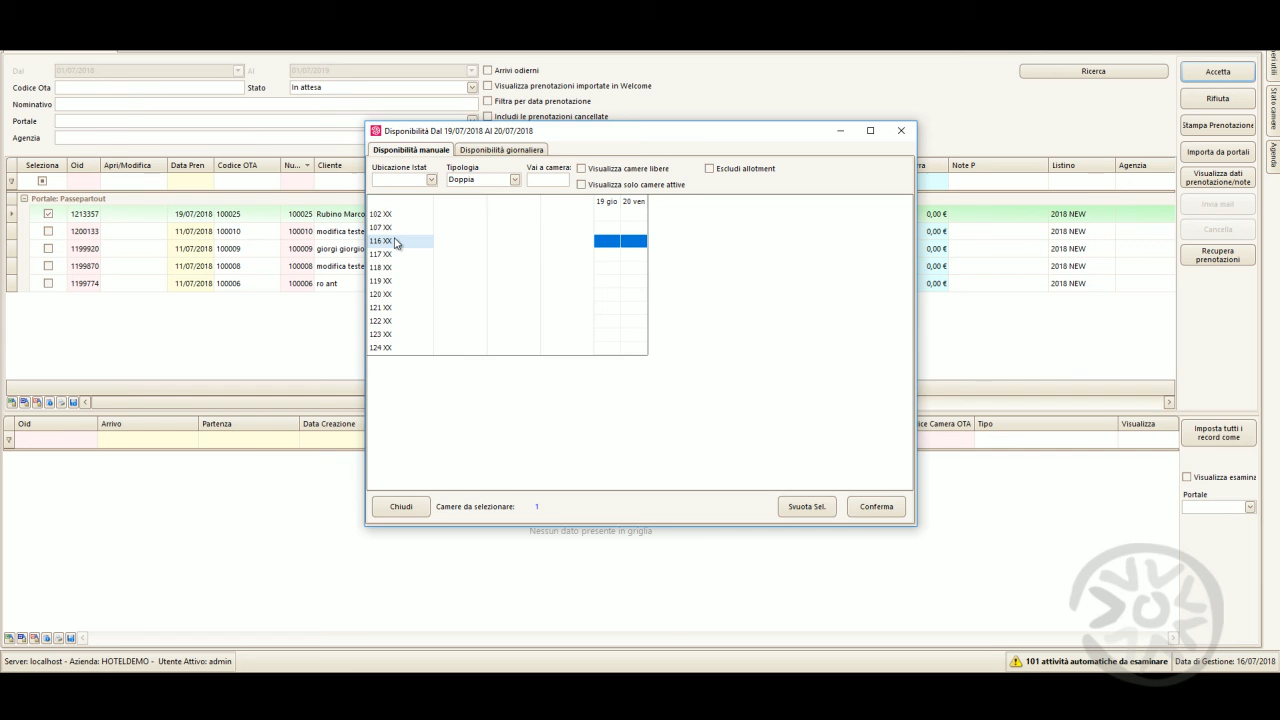 Dal 01/07/2018 Al 01/07/2019 Arrivi odierni Ricerca Accetta
Codice Ota Stato In attesa Visualizza prenotazioni importate in Welcome
Nominativo Filtra per data prenotazione Rifiuta
Portale Includi le prenotazioni cancellate Stampa Prenotazione
Agenzia
Importa da portali
Visualizza dati prenotazione/note
Invia mail
Cancella
Recupera prenotazioni
Stato camere
Agenda
Seleziona Oid Apri/Modifica Data Pren Codice OTA Nu... Cliente Note P Listino Agenzia
Portale: Passepartout
1213357 19/07/2018 100025 100025 Rubino Marco 0,00 € 2018 NEW
1200133 11/07/2018 100010 100010 modifica teste 0,00 € 2018 NEW
1199920 11/07/2018 100009 100009 giorgi giorgio 0,00 € 2018 NEW
1199870 11/07/2018 100008 100008 modifica teste 0,00 € 2018 NEW
1199774 11/07/2018 100006 100006 ro ant 0,00 € 2018 NEW
Disponibilità Dal 19/07/2018 Al 20/07/2018
Disponibilità manuale Disponibilità giornaliera
Ubicazione Istat Tipologia Vai a camera: Visualizza camere libere Escludi allotment
Doppia Visualizza solo camere attive
19 gio 20 ven
102 XX
107 XX
116 XX
117 XX
118 XX
119 XX
120 XX
121 XX
122 XX
123 XX
124 XX
Chiudi Camere da selezionare: 1 Svuota Sel. Conferma
Oid Arrivo Partenza Data Creazione Camera OTA Tipo Visualizza
Imposta tutti i record come
Visualizza esamina
Portale
Nessun dato presente in griglia
Server: localhost - Azienda: HOTELDEMO - Utente Attivo: admin 101 attività automatiche da esaminare Data di Gestione: 16/07/2018